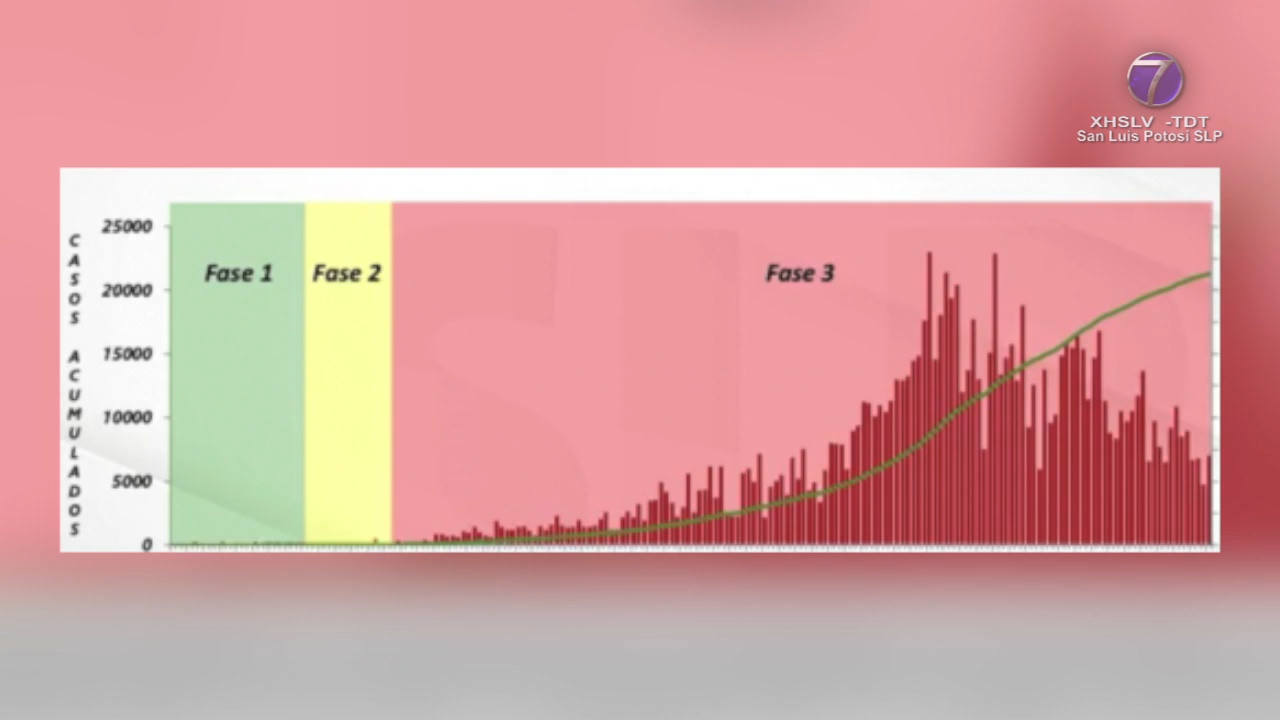 7
XHSLV -TDT
San Luis Potosi SLP
CASOS ACUMULADOS
25000
20000
15000
10000
5000
0
Fase 1
Fase 2
Fase 3